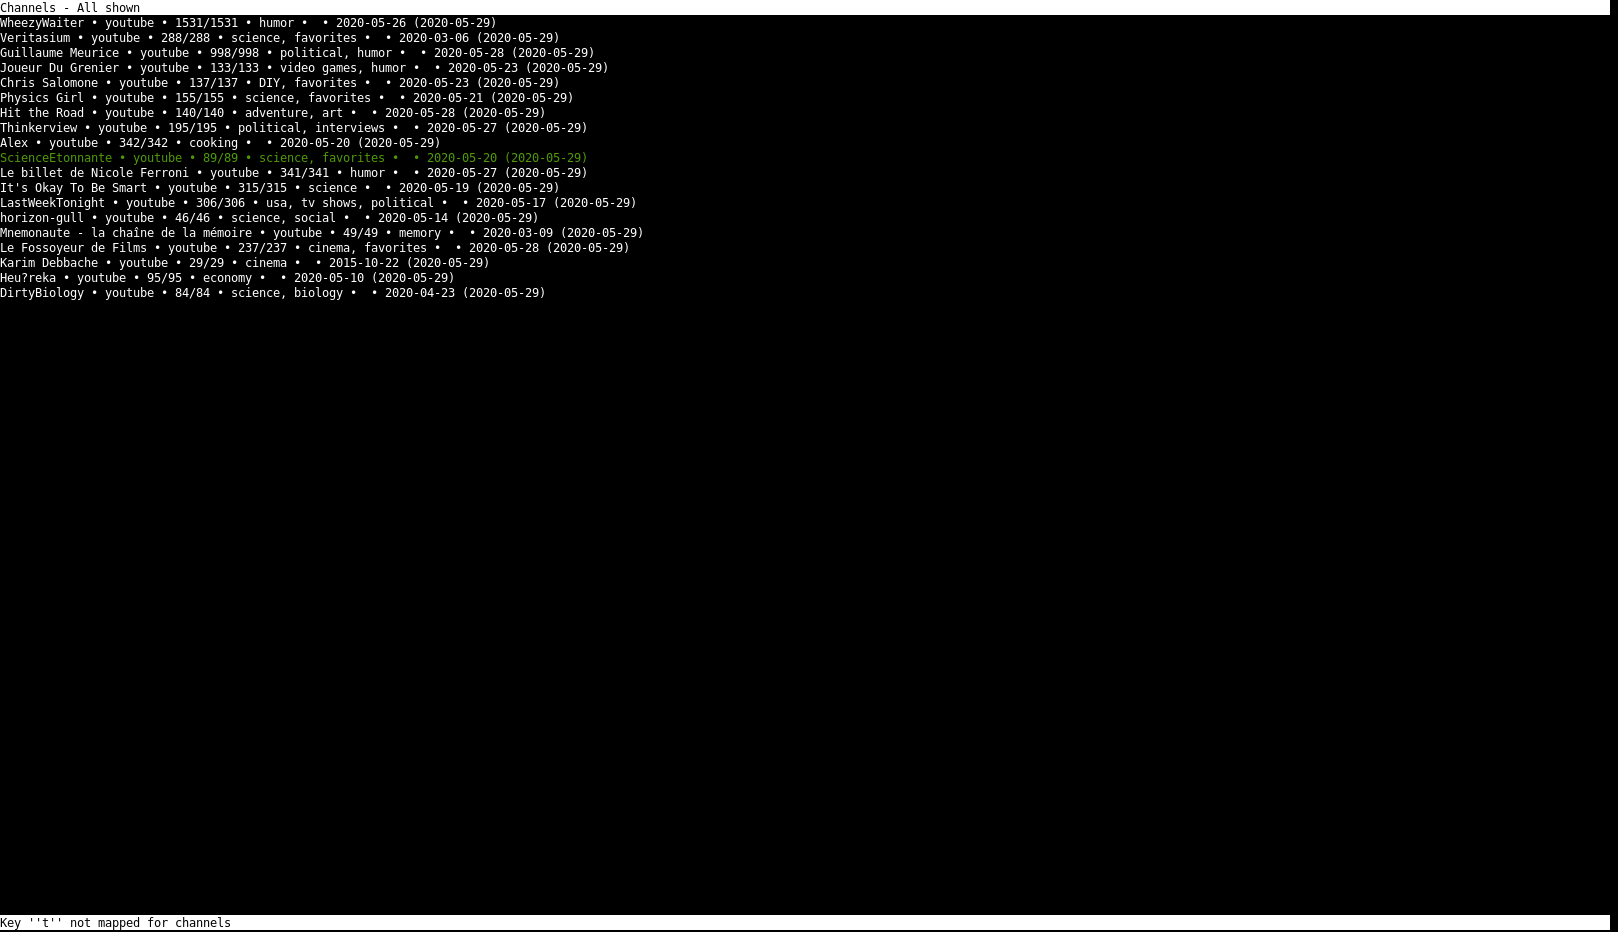 Channels - All shown
WheezyWaiter • youtube • 1531/1531 • humor •  • 2020-05-26 (2020-05-29)
Veritasium • youtube • 288/288 • science, favorites •  • 2020-03-06 (2020-05-29)
Guillaume Meurice • youtube • 998/998 • political, humor •  • 2020-05-28 (2020-05-29)
Joueur Du Grenier • youtube • 133/133 • video games, humor •  • 2020-05-23 (2020-05-29)
Chris Salomone • youtube • 137/137 • DIY, favorites •  • 2020-05-23 (2020-05-29)
Physics Girl • youtube • 155/155 • science, favorites •  • 2020-05-21 (2020-05-29)
Hit the Road • youtube • 140/140 • adventure, art •  • 2020-05-28 (2020-05-29)
Thinkerview • youtube • 195/195 • political, interviews •  • 2020-05-27 (2020-05-29)
Alex • youtube • 342/342 • cooking •  • 2020-05-20 (2020-05-29)
ScienceEtonnante • youtube • 89/89 • science, favorites •  • 2020-05-20 (2020-05-29)
Le billet de Nicole Ferroni • youtube • 341/341 • humor •  • 2020-05-27 (2020-05-29)
It's Okay To Be Smart • youtube • 315/315 • science •  • 2020-05-19 (2020-05-29)
LastWeekTonight • youtube • 306/306 • usa, tv shows, political •  • 2020-05-17 (2020-05-29)
horizon-gull • youtube • 46/46 • science, social •  • 2020-05-14 (2020-05-29)
Mnemonaute - la chaîne de la mémoire • youtube • 49/49 • memory •  • 2020-03-09 (2020-05-29)
Le Fossoyeur de Films • youtube • 237/237 • cinema, favorites •  • 2020-05-28 (2020-05-29)
Karim Debbache • youtube • 29/29 • cinema •  • 2015-10-22 (2020-05-29)
Heu?reka • youtube • 95/95 • economy •  • 2020-05-10 (2020-05-29)
DirtyBiology • youtube • 84/84 • science, biology •  • 2020-04-23 (2020-05-29)
Key ''t'' not mapped for channels